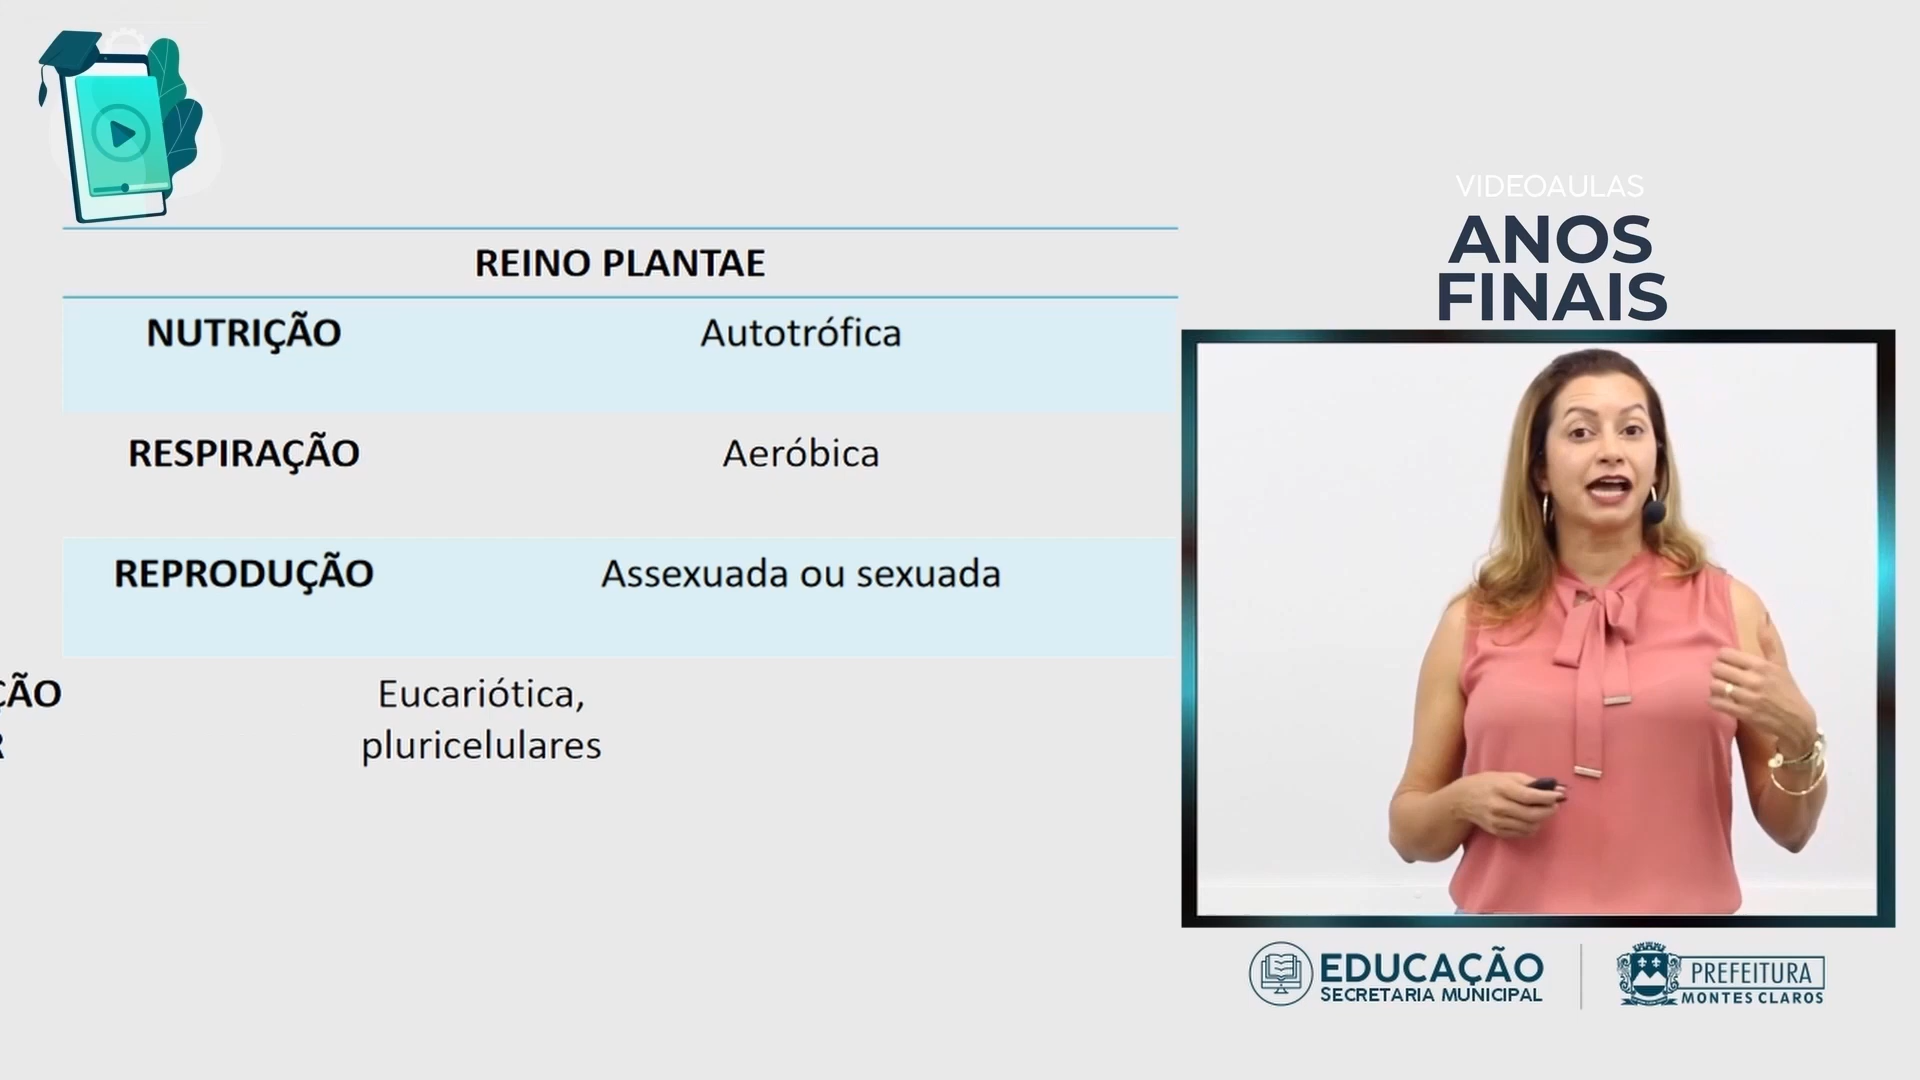 VIDEOAULAS
ANOS
FINAIS
REINO PLANTAE
NUTRIÇÃO Autotrófica
RESPIRAÇÃO Aeróbica
REPRODUÇÃO Assexuada ou sexuada
ÇÃO Eucariótica,
R pluricelulares
EDUCAÇÃO
SECRETARIA MUNICIPAL
PREFEITURA
MONTES CLAROS